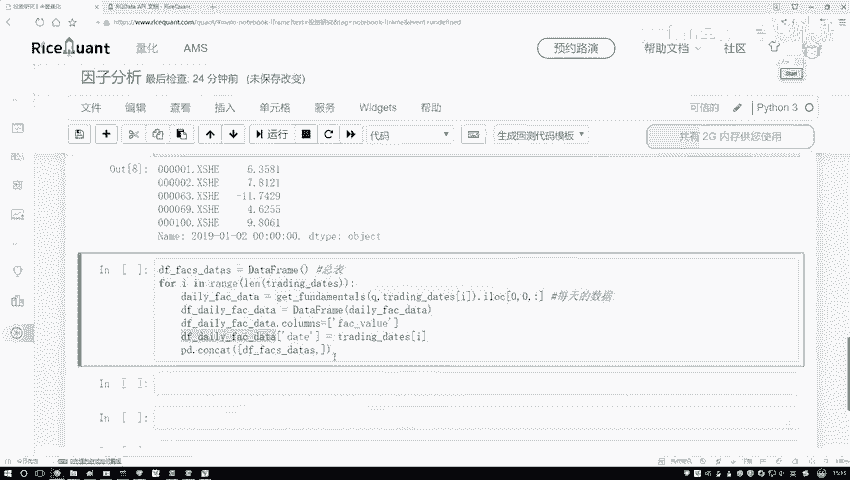 RQData API 文档 - RiceQuant
RiceQuant
量化
AMS
预约路演
帮助文档
社区
因子分析 最后检查: 24 分钟前 (未保存改变)
文件 编辑 查看 插入 单元格 服务 Widgets 帮助
可信的
Python 3
运行
代码
生成回测代码模板
共有 2G 内存供您使用
Out[8]:
000001.XSHE 6.3581
000002.XSHE 7.8121
000063.XSHE -11.7429
000069.XSHE 4.6255
000100.XSHE 9.8061
Name: 2019-01-02 00:00:00, dtype: object
In [ ]:
df_facs_datas = DataFrame() #总表
for i in range(len(trading_dates)):
daily_fac_data = get_fundamentals(q,trading_dates[i]).iloc[0,0,:] #每天的数据
df_daily_fac_data = DataFrame(daily_fac_data)
df_daily_fac_data.columns=['fac_value']
df_daily_fac_data['date'] = trading_dates[i]
pd.concat([df_facs_datas,])
In [ ]:
In [ ]: